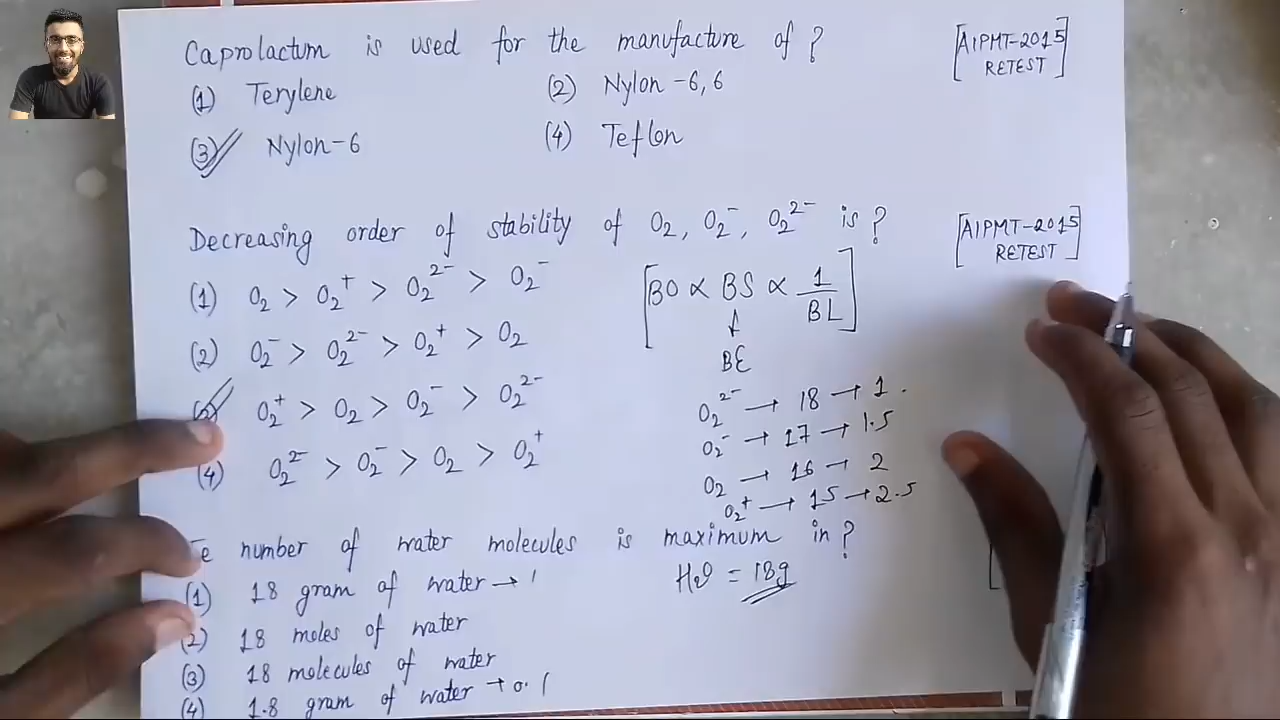 Caprolactum is used for the manufacture of ?
[AIPMT-2015 RETEST]
(1) Terylene
(2) Nylon -6,6
(3) Nylon-6
(4) Teflon
Decreasing order of stability of O₂, O₂⁻, O₂²⁻ is ?
[AIPMT-2015 RETEST]
(1) O₂ > O₂⁺ > O₂²⁻ > O₂⁻
(2) O₂⁻ > O₂²⁻ > O₂⁺ > O₂
O₂⁺ > O₂ > O₂⁻ > O₂²⁻
(4) O₂²⁻ > O₂⁻ > O₂ > O₂⁺
[BO ∝ BS ∝ 1/BL]
BE
O₂²⁻ → 18 → 1.
O₂⁻ → 17 → 1.5
O₂ → 16 → 2
O₂⁺ → 15 → 2.5
number of water molecules is maximum in ?
H₂O = 18g
(1) 18 gram of water → 1
(2) 18 moles of water
(3) 18 molecules of water
(4) 1.8 gram of water → 0.1